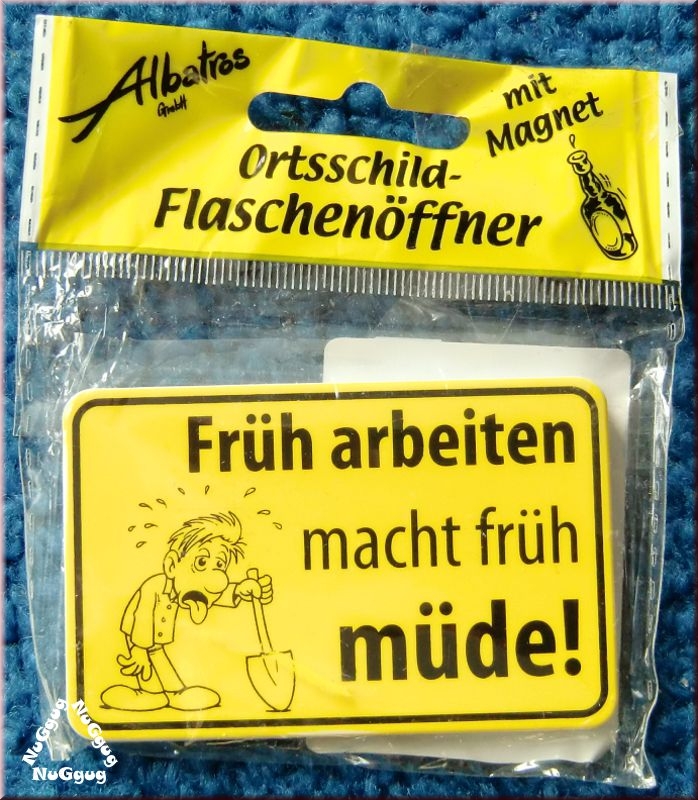 Albatros
GmbH
mit
Magnet
Ortsschild-
Flaschenöffner
Früh arbeiten
macht früh
müde!
NuGgug
NuGgug
NuGgug